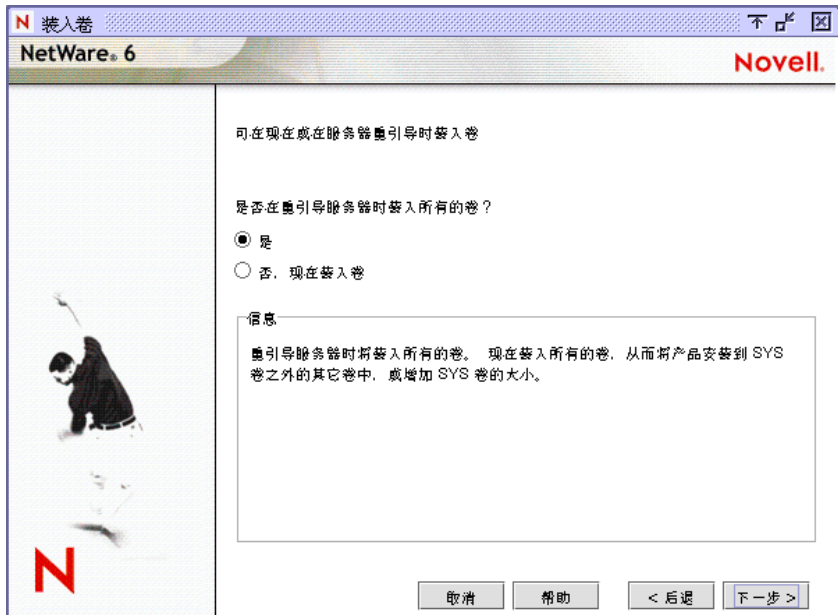 装入卷
NetWare® 6
Novell.
可在现在或在服务器重引导时装入卷
是否在重引导服务器时装入所有的卷？
是
否，现在装入卷
信息
重引导服务器时将装入所有的卷。 现在装入所有的卷，从而将产品安装到 SYS
卷之外的其它卷中，或增加 SYS 卷的大小。
N
取消 帮助 < 后退 下一步 >